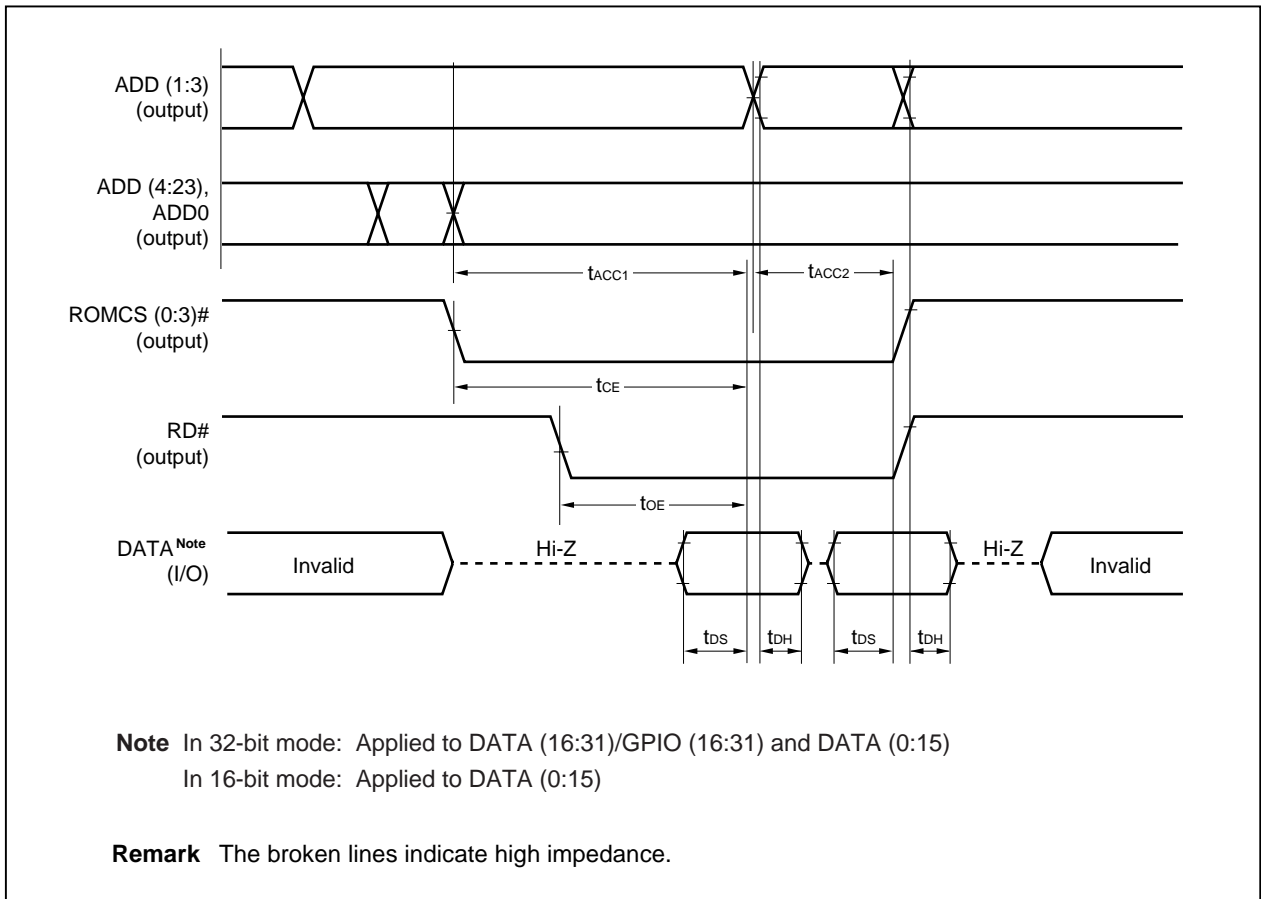 ADD (1:3)
(output)
ADD (4:23),
ADD0
(output)
tACC1
tACC2
ROMCS (0:3)#
(output)
tCE
RD#
(output)
tOE
DATA Note
(I/O)
Invalid
Hi-Z
Hi-Z
Invalid
tDS
tDH
tDS
tDH
Note In 32-bit mode: Applied to DATA (16:31)/GPIO (16:31) and DATA (0:15)
In 16-bit mode: Applied to DATA (0:15)
Remark The broken lines indicate high impedance.